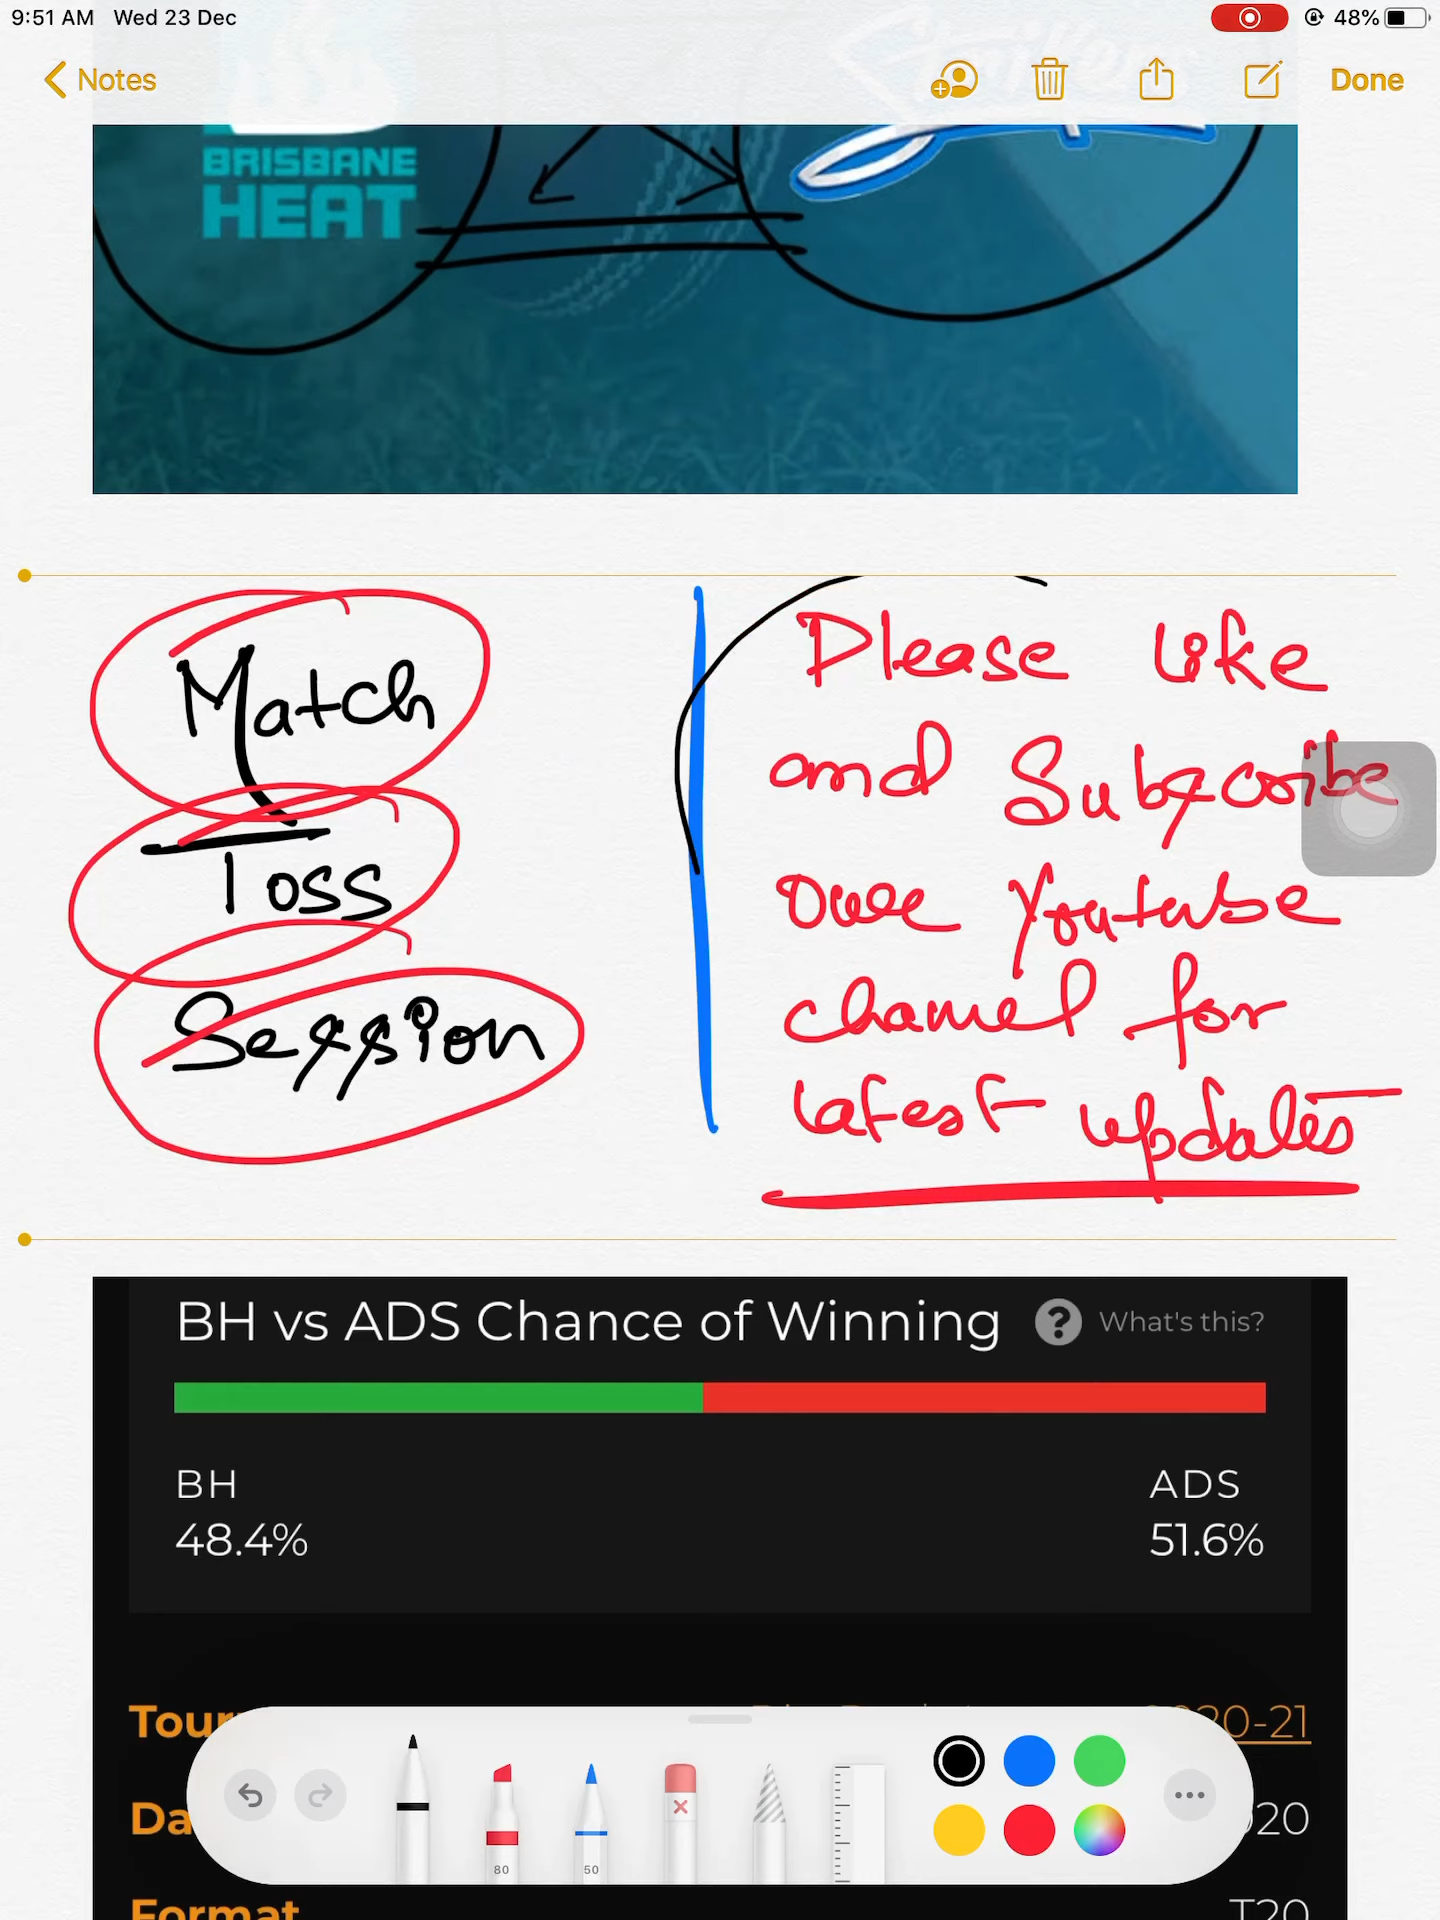 9:51 AM Wed 23 Dec
48%
Notes
Done
BRISBANE
HEAT
Match
Toss
Session
Please like
and Subscribe
our Youtube
channel for
latest updates
BH vs ADS Chance of Winning
? What's this?
BH
ADS
48.4%
51.6%
20-21
20
Format
T20
80
50